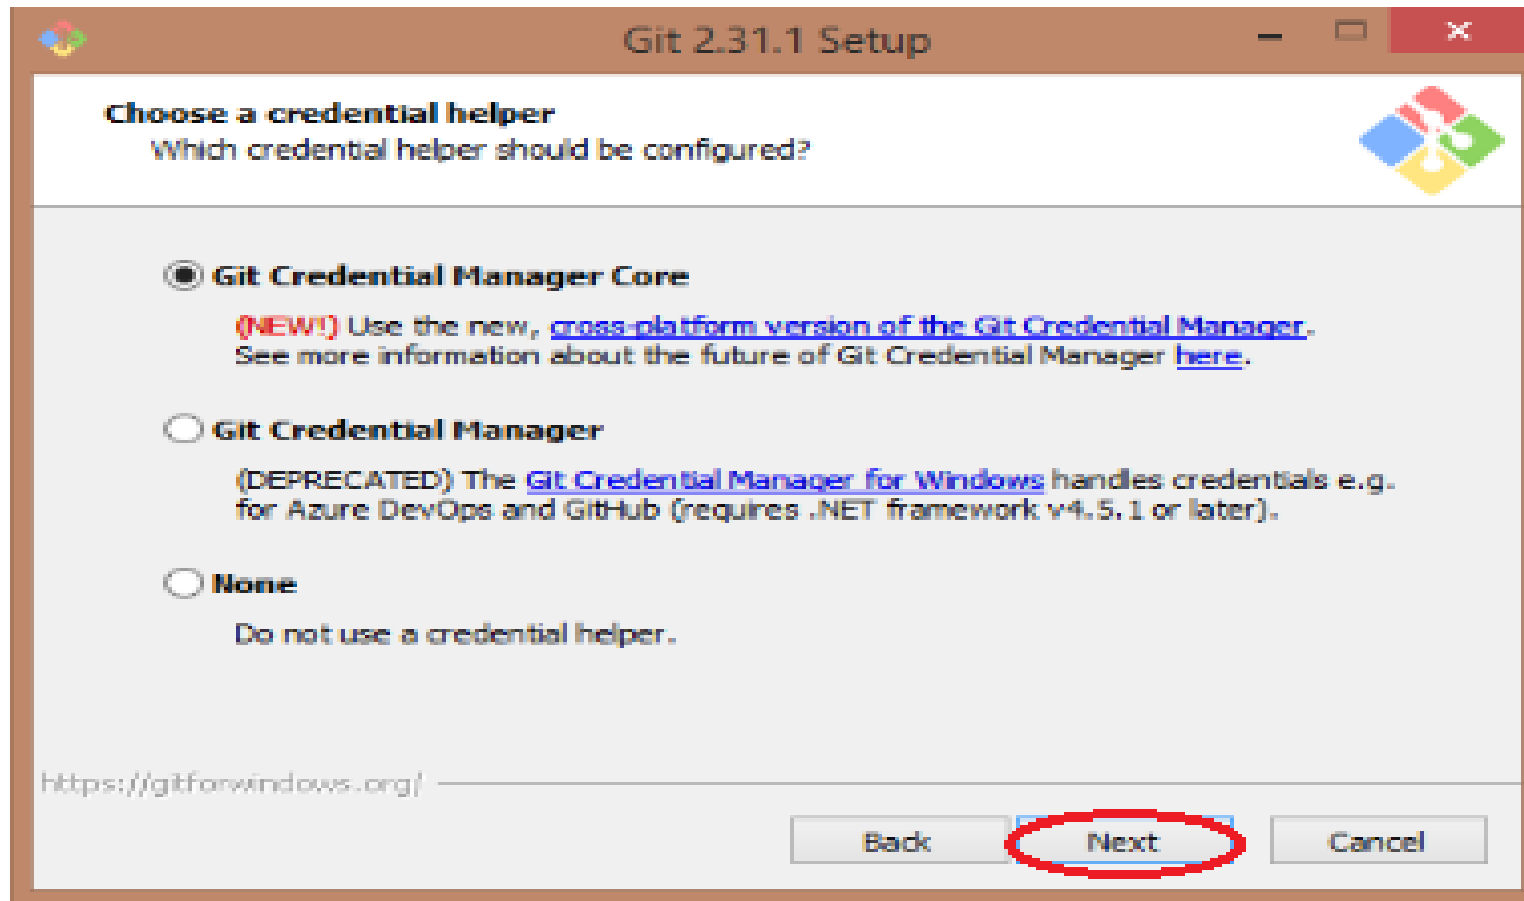 Git 2.31.1 Setup
Choose a credential helper
Which credential helper should be configured?
Git Credential Manager Core
(NEW!) Use the new, cross-platform version of the Git Credential Manager.
See more information about the future of Git Credential Manager here.
Git Credential Manager
(DEPRECATED) The Git Credential Manager for Windows handles credentials e.g.
for Azure DevOps and GitHub (requires .NET framework v4.5.1 or later).
None
Do not use a credential helper.
https://gitforwindows.org/
Back Next Cancel